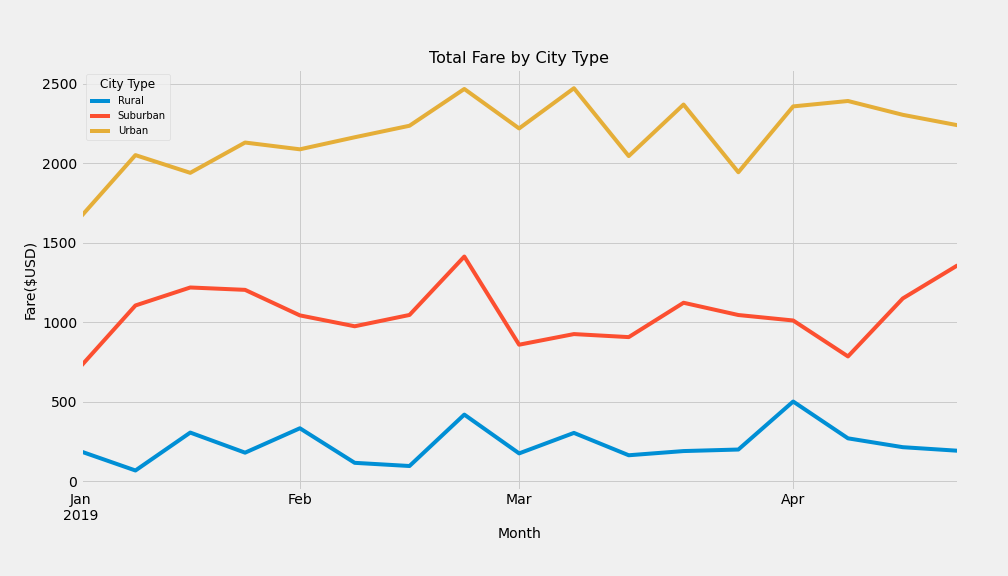 Total Fare by City Type
City Type
Rural
Suburban
Urban
Fare($USD)
2500
2000
1500
1000
500
0
Jan
2019
Feb
Mar
Apr
Month